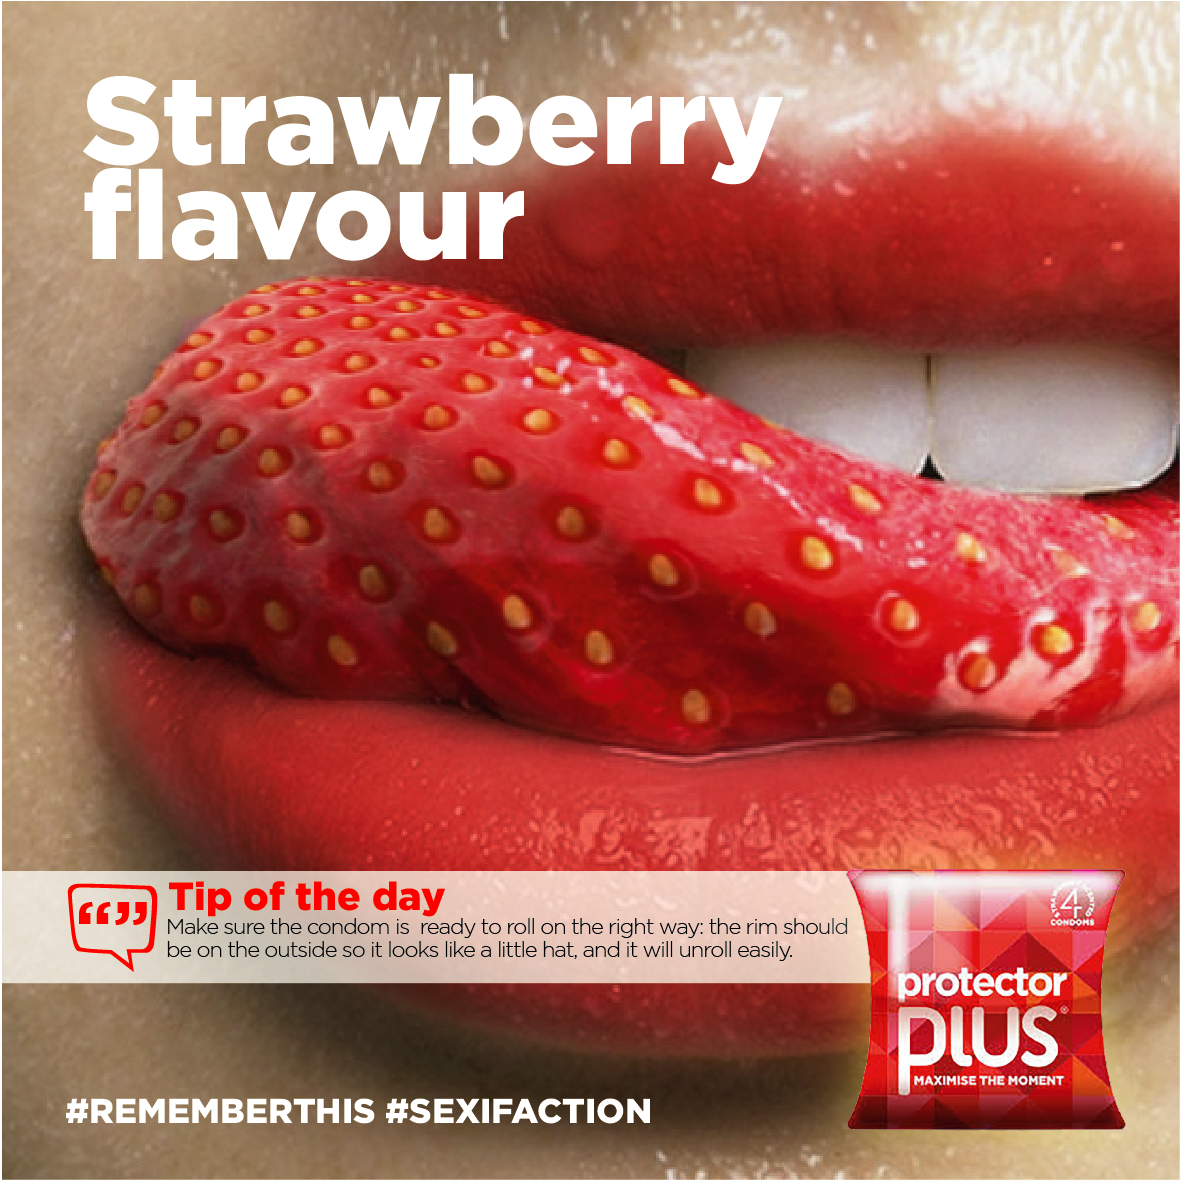 Strawberry
flavour
Tip of the day
Make sure the condom is ready to roll on the right way: the rim should
be on the outside so it looks like a little hat, and it will unroll easily.
4
CONDOMS
protector
plus®
MAXIMISE THE MOMENT
#REMEMBERTHIS #SEXIFACTION